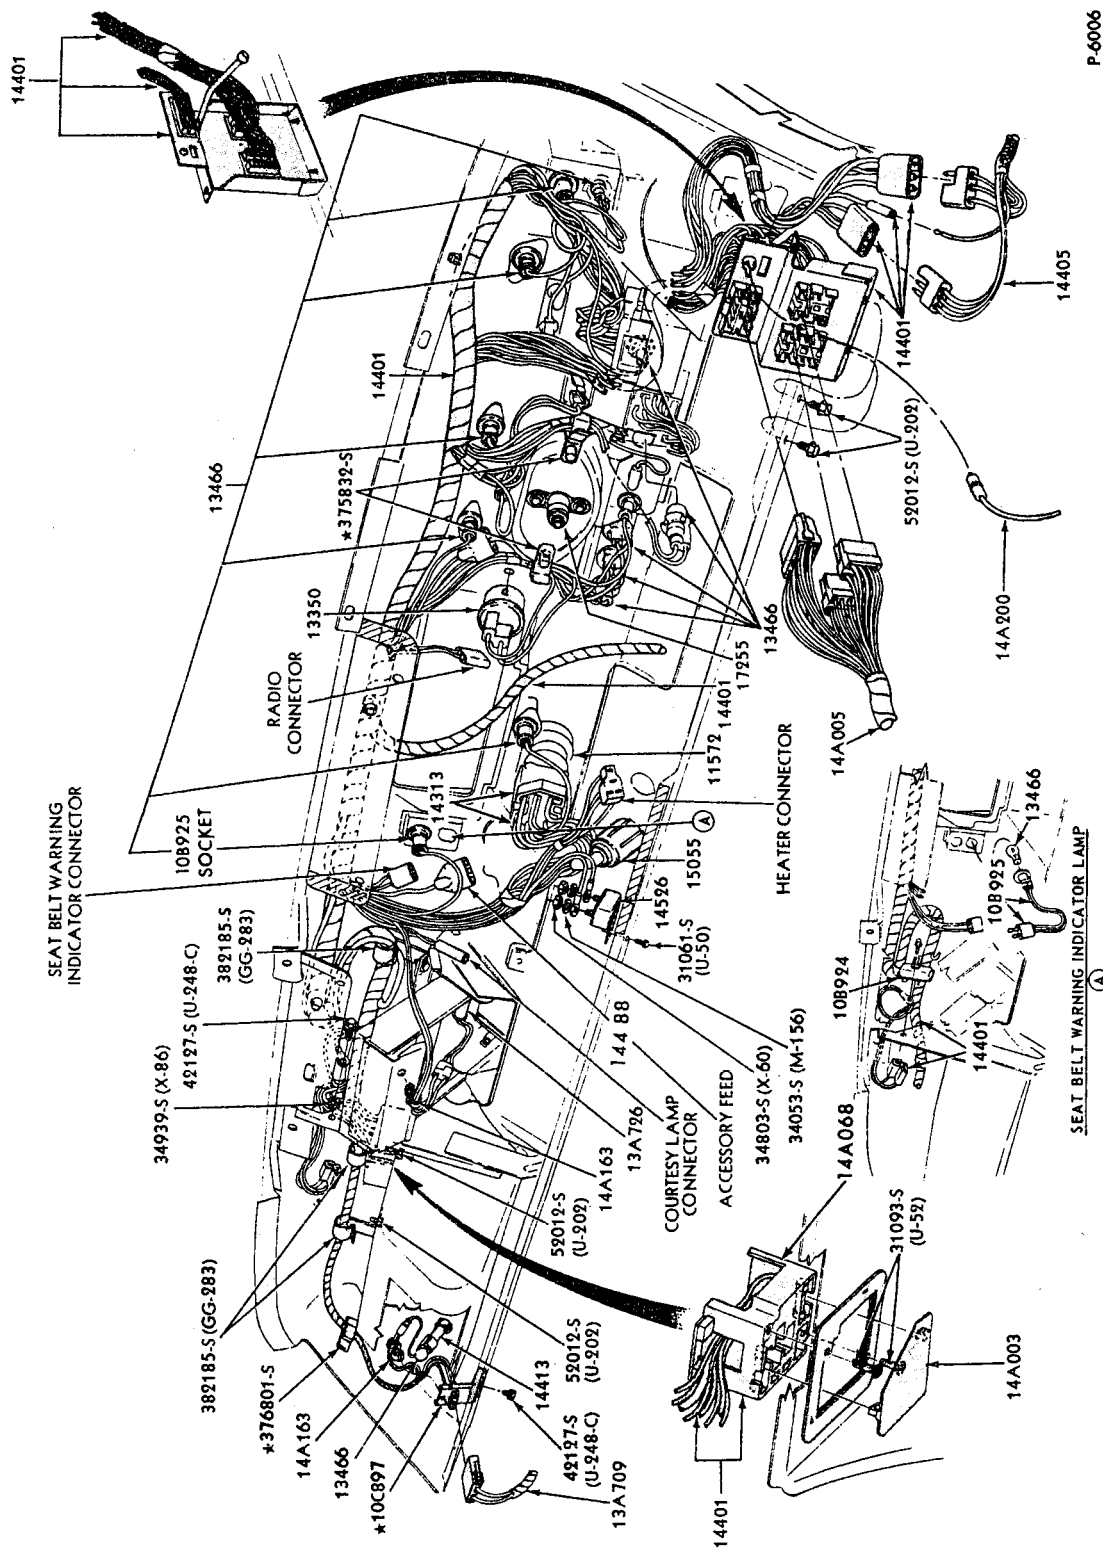 P-6006
14401
13466
14401
★375832-S
13350
RADIO
CONNECTOR
SEAT BELT WARNING
INDICATOR CONNECTOR
10B925
SOCKET
14313
382185-S
(GG-283)
42127-S (U-248-C)
34939-S (X-86)
382185-S (GG-283)
★376801-S
14A163
13466
★10C897
14405
14401
52012-S (U-202)
14A200
13466
17255
14401
11572
14A005
HEATER CONNECTOR
A
15055
14526
31061-S
(U-50)
144 88
34053-S (M-156)
34803-S (X-60)
ACCESSORY FEED
COURTESY LAMP
CONNECTOR
13A726
14A163
52012-S
(U-202)
52012-S
(U-202)
14413
42127-S
(U-248-C)
13A709
13466
10B925
10B924
14401
SEAT BELT WARNING INDICATOR LAMP
A
14A068
31093-S
(U-52)
14A003
14401